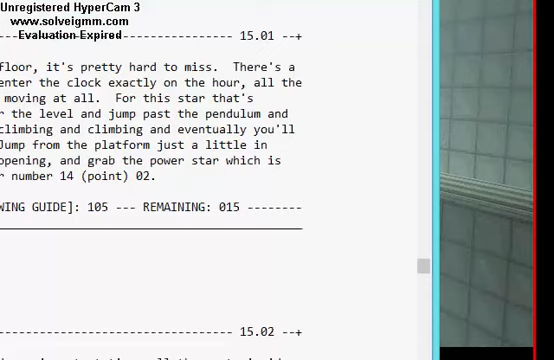 Unregistered HyperCam 3
www.solveigmm.com
Evaluation Expired
--- 15.01 --+
floor, it's pretty hard to miss.  There's a
enter the clock exactly on the hour, all the
moving at all.  For this star that's
the level and jump past the pendulum and
climbing and climbing and eventually you'll
Jump from the platform just a little in
opening, and grab the power star which is
number 14 (point) 02.
WING GUIDE]: 105 --- REMAINING: 015 --------
--- 15.02 --+